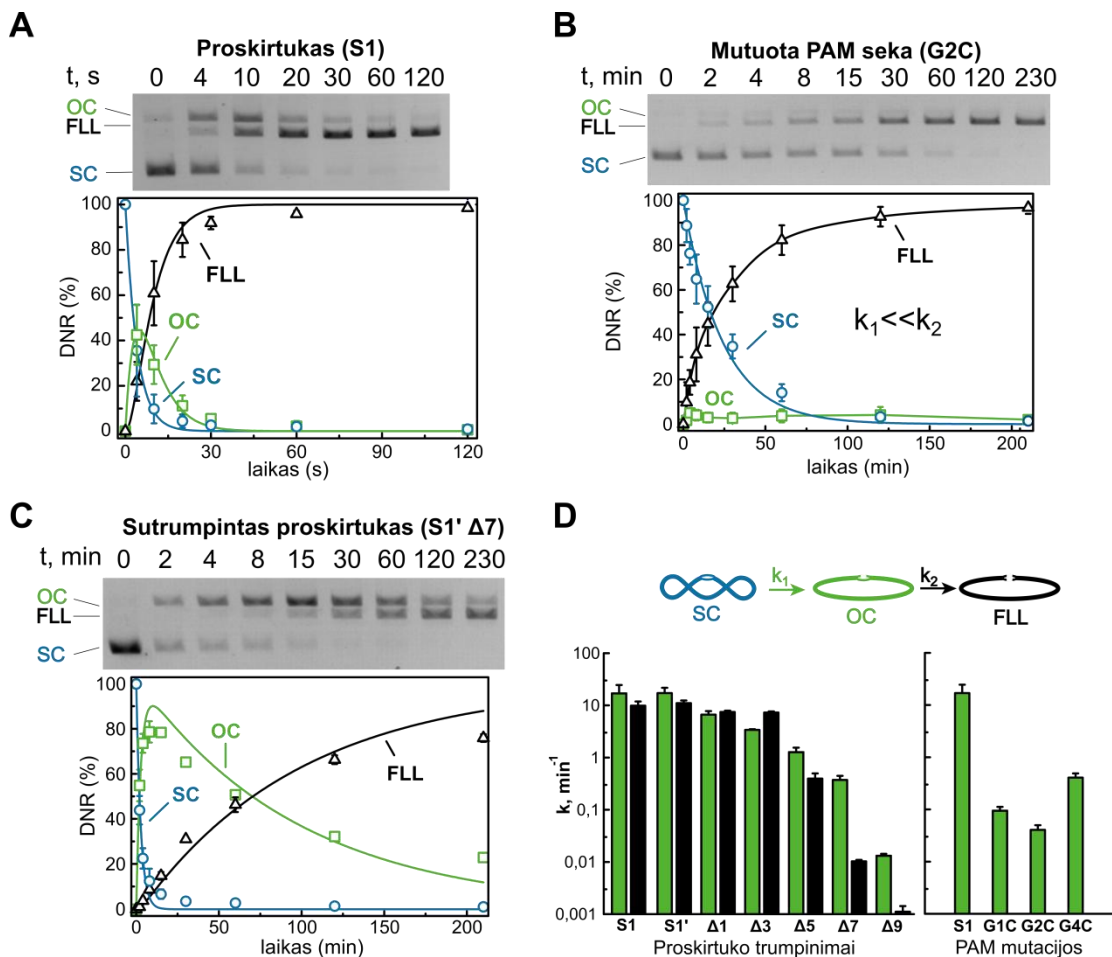 A
Proskirtukas (S1)
t, s 0 4 10 20 30 60 120
OC
FLL
SC
100
80
60
40
20
0
DNR (%)
FLL
OC
SC
0 30 60 90 120
laikas (s)
B
Mutuota PAM seka (G2C)
t, min 0 2 4 8 15 30 60 120 230
OC
FLL
SC
100
80
60
40
20
0
DNR (%)
FLL
SC
k₁<<k₂
OC
0 50 100 150 200
laikas (min)
C
Sutrumpintas proskirtukas (S1' Δ7)
t, min 0 2 4 8 15 30 60 120 230
OC
FLL
SC
100
80
60
40
20
0
DNR (%)
OC
FLL
SC
0 50 100 150 200
laikas (min)
D
k₁ k₂
SC OC FLL
100
10
1
0,1
0,01
0,001
k, min⁻¹
S1 S1' Δ1 Δ3 Δ5 Δ7 Δ9
Proskirtuko trumpinimai
S1 G1C G2C G4C
PAM mutacijos